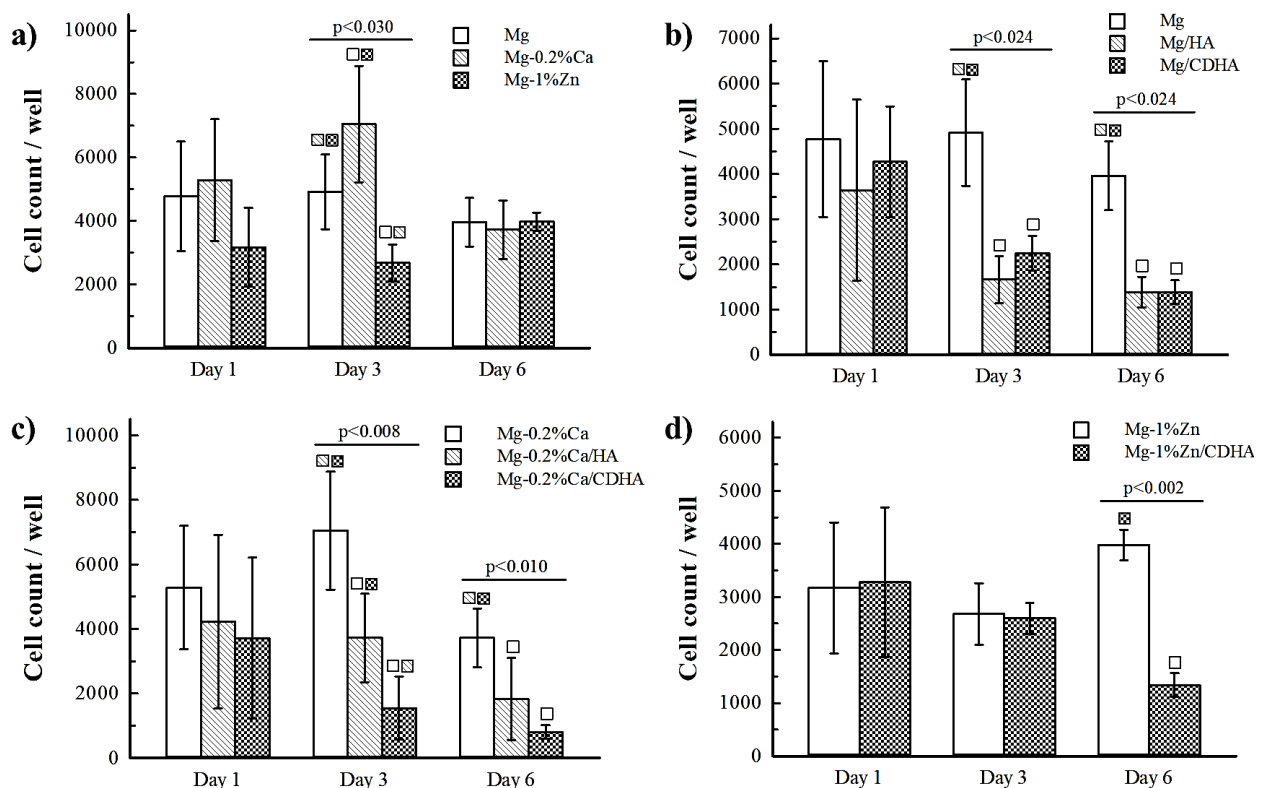 a)
Cell count / well
10000
8000
6000
4000
2000
0
p<0.030
Mg
Mg-0.2%Ca
Mg-1%Zn
Day 1 Day 3 Day 6
b)
Cell count / well
7000
6000
5000
4000
3000
2000
1000
0
p<0.024
p<0.024
Mg
Mg/HA
Mg/CDHA
Day 1 Day 3 Day 6
c)
Cell count / well
10000
8000
6000
4000
2000
0
p<0.008
p<0.010
Mg-0.2%Ca
Mg-0.2%Ca/HA
Mg-0.2%Ca/CDHA
Day 1 Day 3 Day 6
d)
Cell count / well
6000
5000
4000
3000
2000
1000
0
Mg-1%Zn
Mg-1%Zn/CDHA
p<0.002
Day 1 Day 3 Day 6